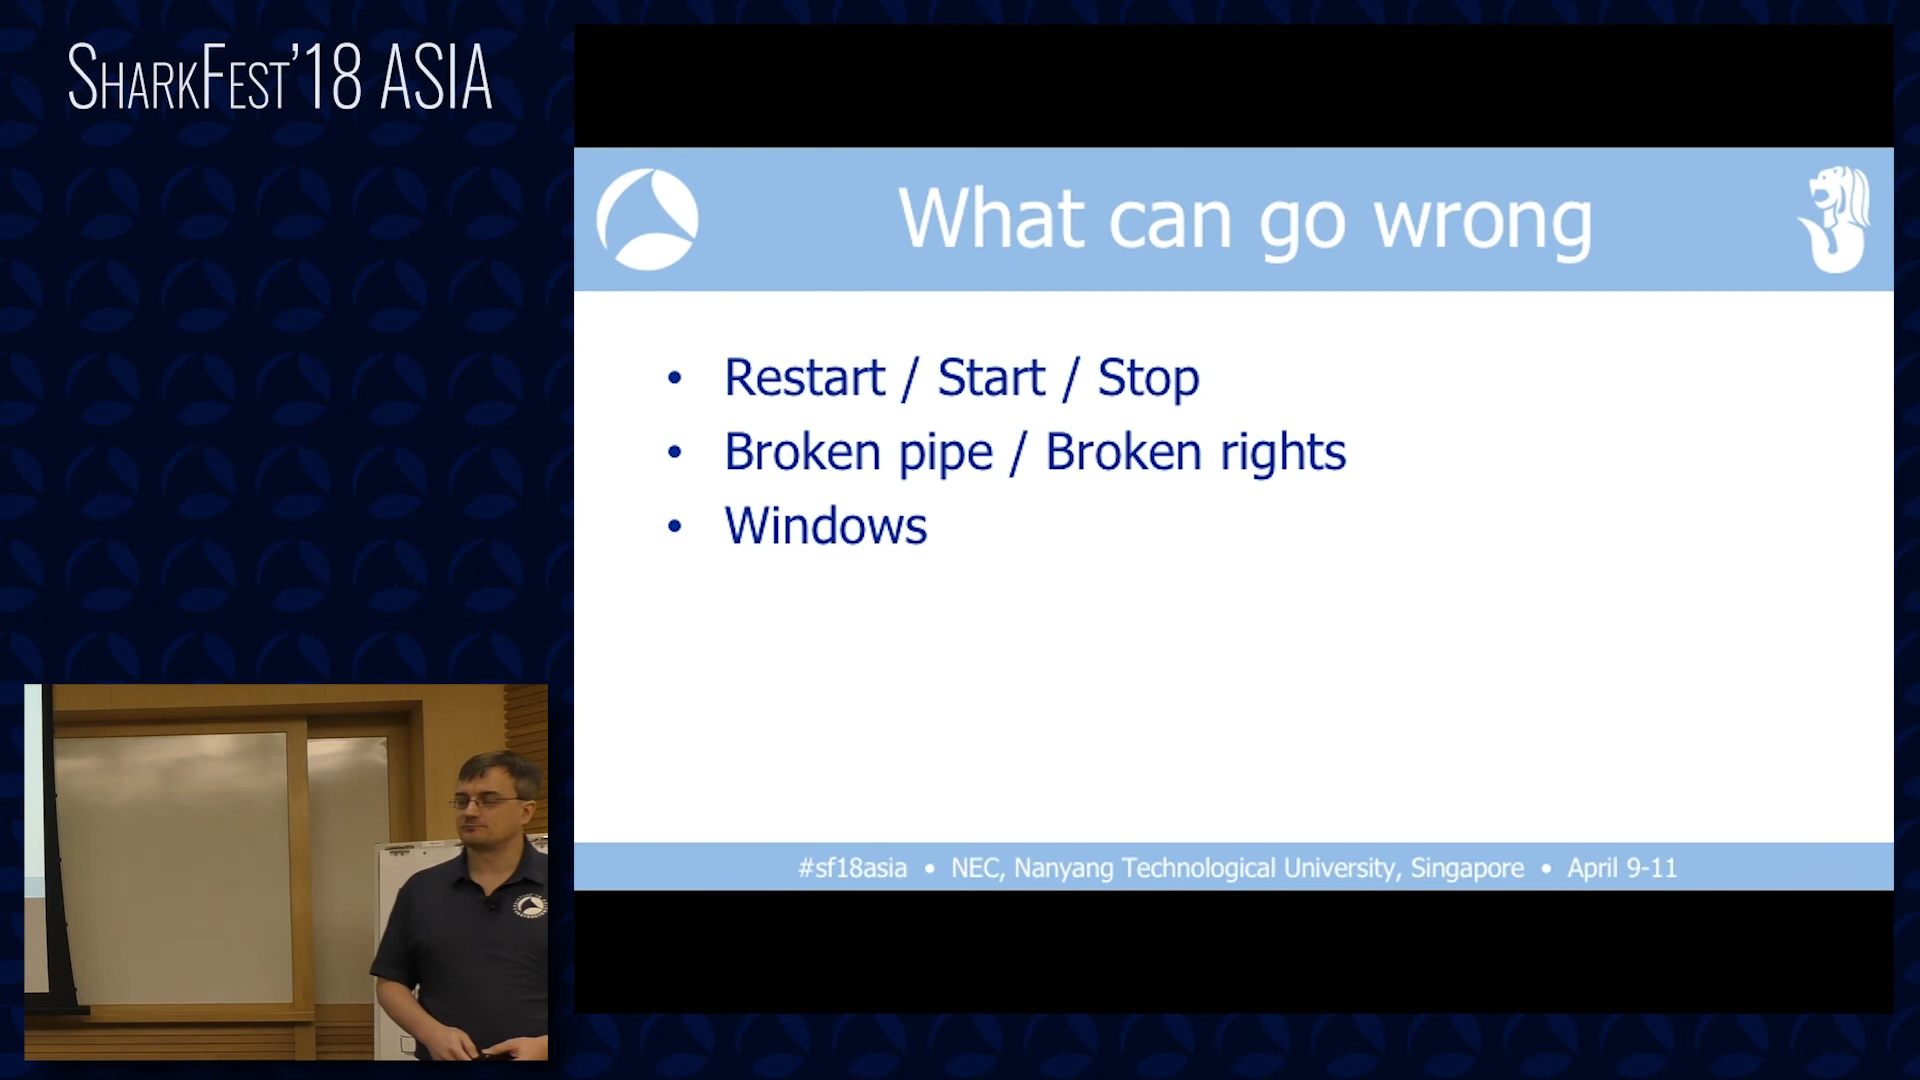 SHARKFEST'18 ASIA
What can go wrong
• Restart / Start / Stop
• Broken pipe / Broken rights
• Windows
#sf18asia • NEC, Nanyang Technological University, Singapore • April 9-11